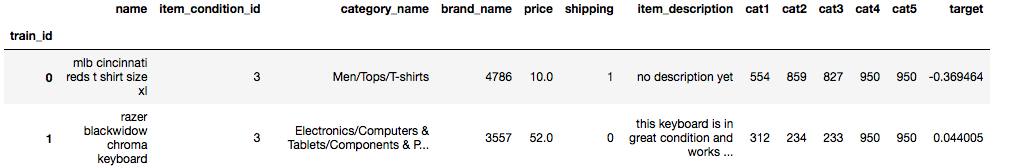 name item_condition_id category_name brand_name price shipping item_description cat1 cat2 cat3 cat4 cat5 target
train_id
mlb cincinnati
0 reds t shirt size 3 Men/Tops/T-shirts 4786 10.0 1 no description yet 554 859 827 950 950 -0.369464
xl
razer
blackwidow
chroma
keyboard
1 3 Electronics/Computers &
Tablets/Components & P... 3557 52.0 0 this keyboard is in
great condition and
works ... 312 234 233 950 950 0.044005